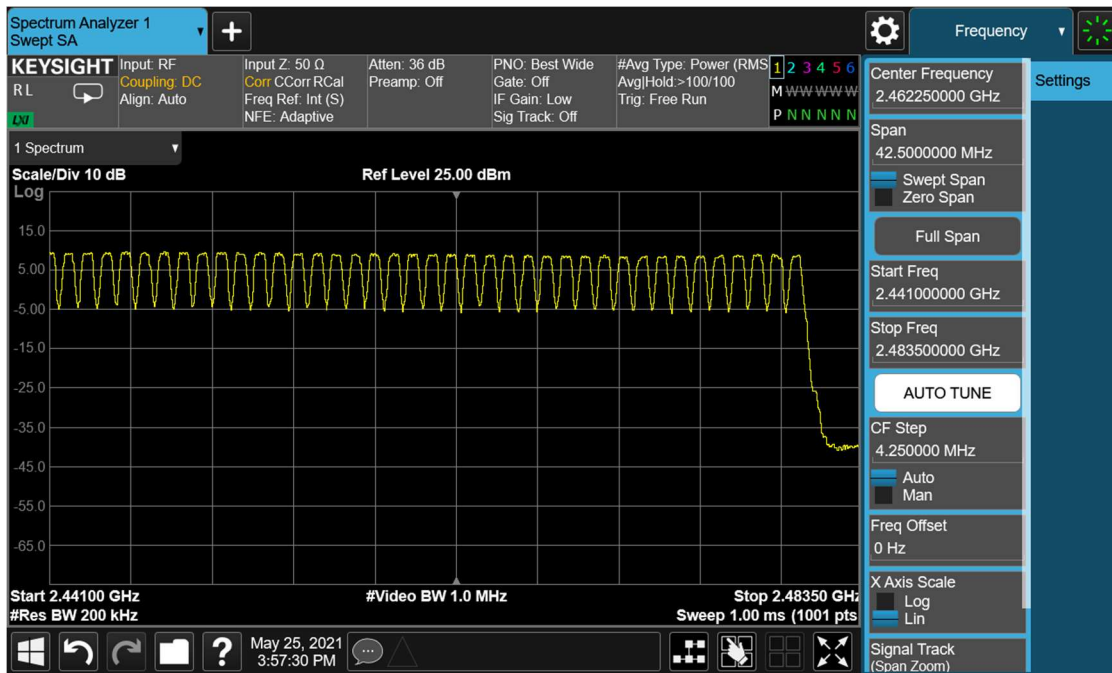 Spectrum Analyzer 1
Swept SA
+
Frequency
KEYSIGHT
RL
LXI
Input: RF
Coupling: DC
Align: Auto
Input Z: 50 Ω
Corr CCorr RCal
Freq Ref: Int (S)
NFE: Adaptive
Atten: 36 dB
Preamp: Off
PNO: Best Wide
Gate: Off
IF Gain: Low
Sig Track: Off
#Avg Type: Power (RMS
Avg|Hold:>100/100
Trig: Free Run
1 2 3 4 5 6
M W W W W W
P N N N N N
1 Spectrum
Scale/Div 10 dB
Ref Level 25.00 dBm
Log
15.0
5.00
-5.00
-15.0
-25.0
-35.0
-45.0
-55.0
-65.0
Start 2.44100 GHz
#Video BW 1.0 MHz
Stop 2.48350 GHz
#Res BW 200 kHz
Sweep 1.00 ms (1001 pts
?
May 25, 2021
3:57:30 PM
Center Frequency
2.462250000 GHz
Settings
Span
42.5000000 MHz
Swept Span
Zero Span
Full Span
Start Freq
2.441000000 GHz
Stop Freq
2.483500000 GHz
AUTO TUNE
CF Step
4.250000 MHz
Auto
Man
Freq Offset
0 Hz
X Axis Scale
Log
Lin
Signal Track
(Span Zoom)